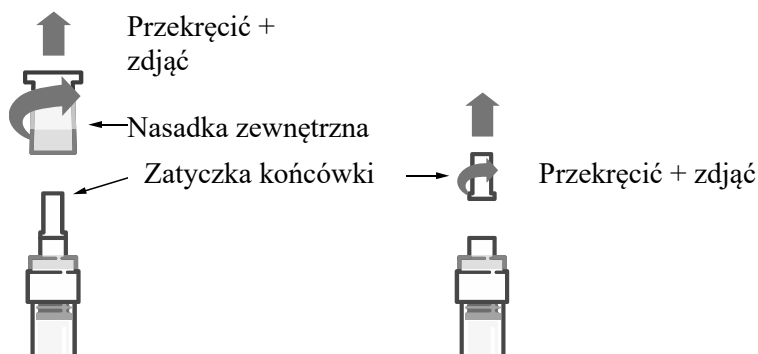 Przekręcić +
zdjąć
Nasadka zewnętrzna
Zatyczka końcówki
Przekręcić + zdjąć